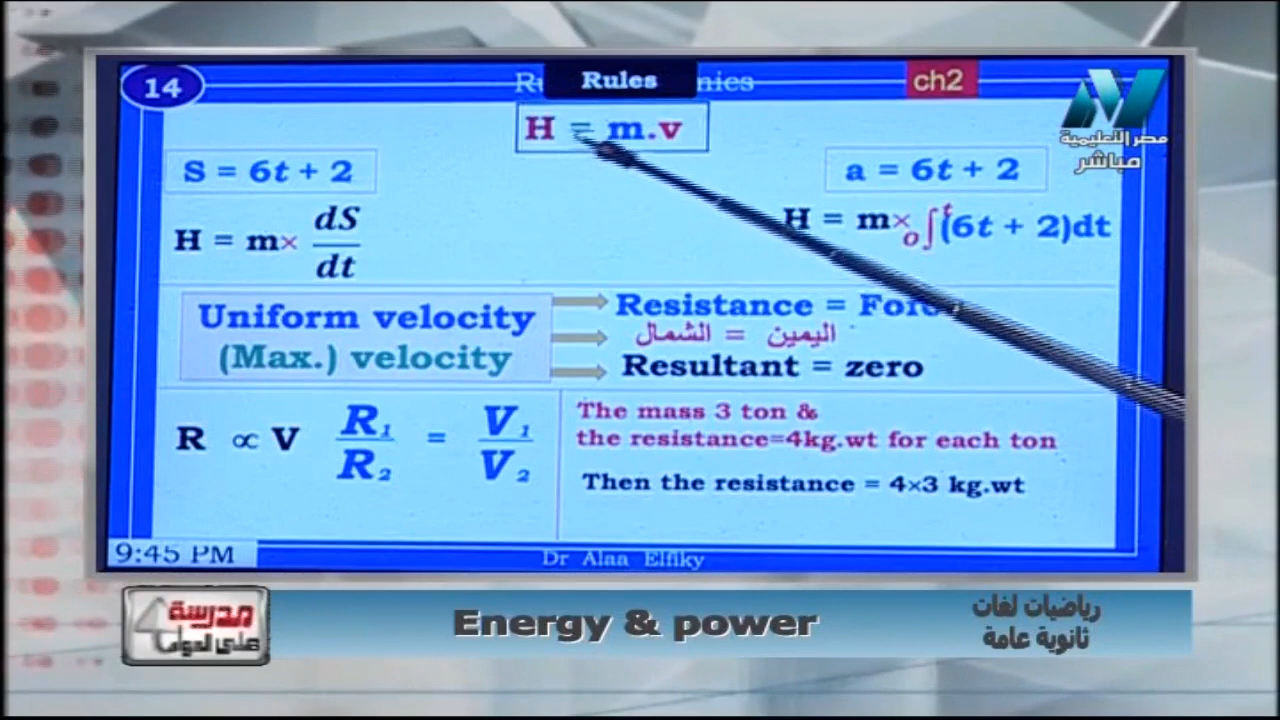 14
Rules
ch2
مصر التعليمية
مباشر
H = m.v
S = 6t + 2
a = 6t + 2
H = m× dS/dt
H = m× ₀∫ᵗ(6t + 2)dt
Uniform velocity
(Max.) velocity
Resistance =
اليمين = الشمال
Resultant = zero
R ∝ V R₁/R₂ = V₁/V₂
The mass 3 ton &
the resistance=4kg.wt for each ton
Then the resistance = 4×3 kg.wt
9:45 PM
Dr Alaa Elfiky
مدرسة
على الهواء
Energy & power
رياضيات لغات
ثانوية عامة